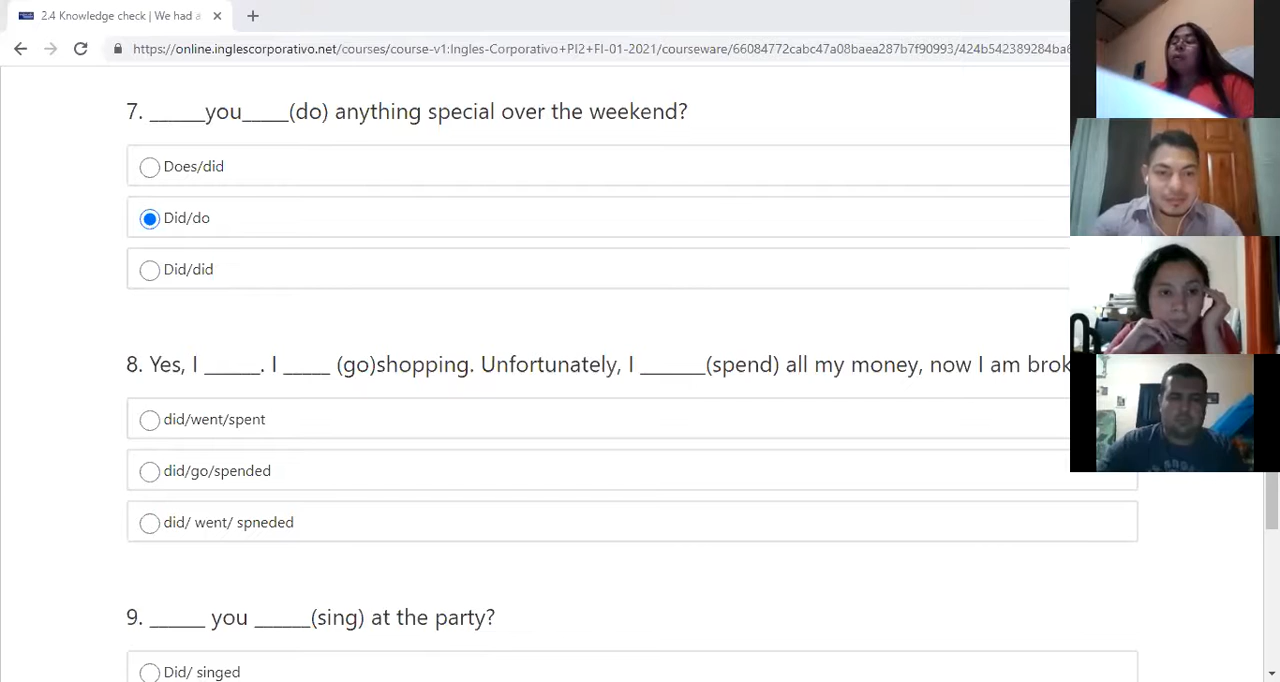 2.4 Knowledge check | We had a
https://online.inglescorporativo.net/courses/course-v1:Ingles-Corporativo+PI2+FI-01-2021/courseware/66084772cabc47a08baea287b7f90993/424b542389284ba6
7. ______you_____(do) anything special over the weekend?
Does/did
Did/do
Did/did
8. Yes, I ______. I _____ (go)shopping. Unfortunately, I _______(spend) all my money, now I am brok
did/went/spent
did/go/spended
did/ went/ spneded
9. ______ you ______(sing) at the party?
Did/ singed